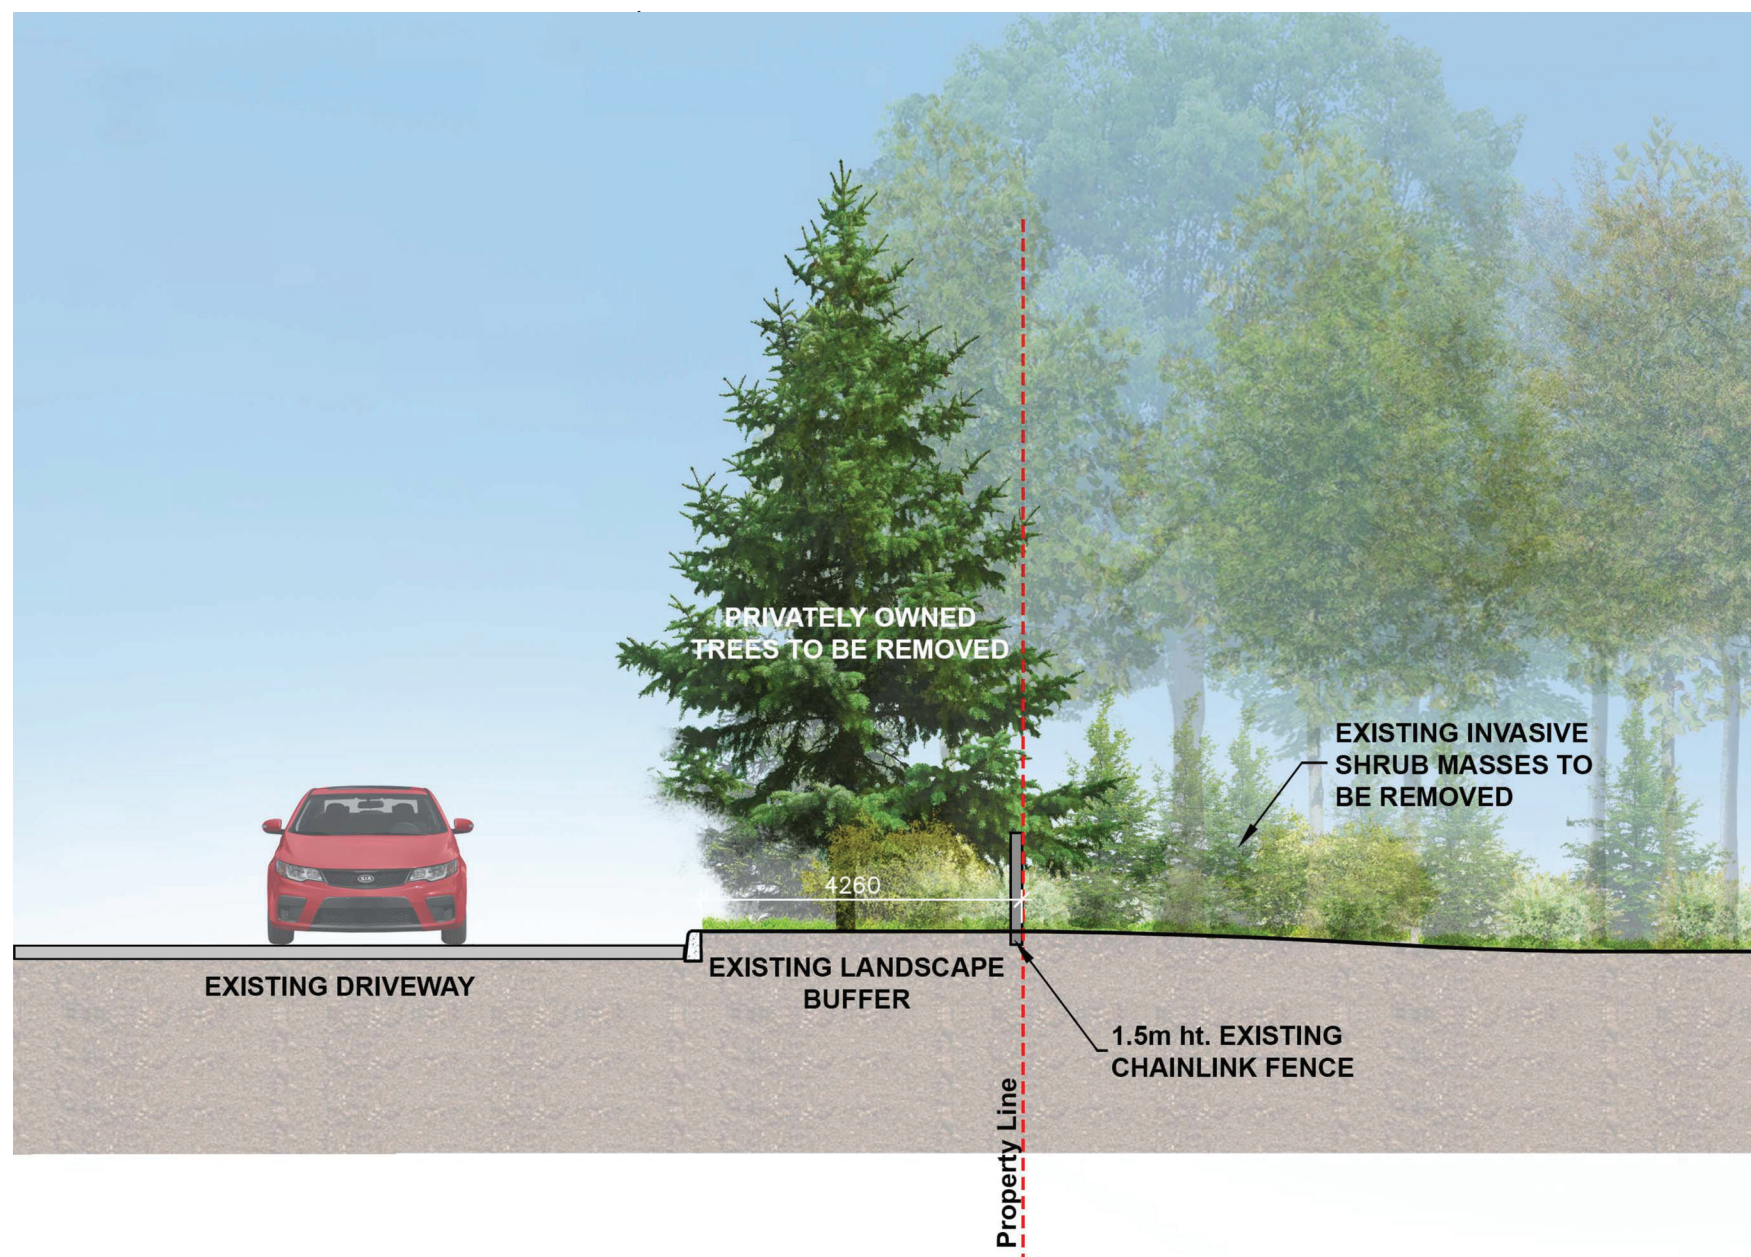 PRIVATELY OWNED
TREES TO BE REMOVED
EXISTING INVASIVE
SHRUB MASSES TO
BE REMOVED
4260
EXISTING DRIVEWAY
EXISTING LANDSCAPE
BUFFER
1.5m ht. EXISTING
CHAINLINK FENCE
Property Line
KIA